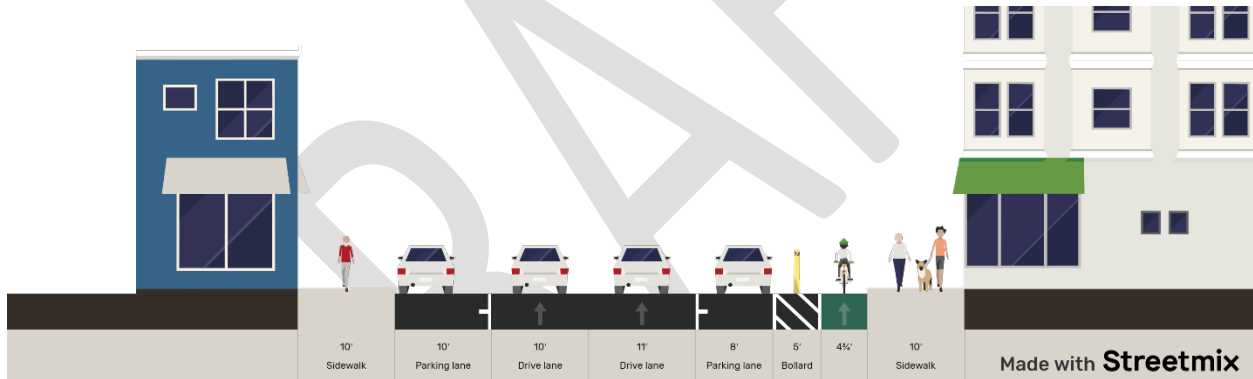 10'
Sidewalk
10'
Parking lane
10'
Drive lane
11'
Drive lane
8'
Parking lane
5'
Bollard
4¾'
10'
Sidewalk
Made with Streetmix